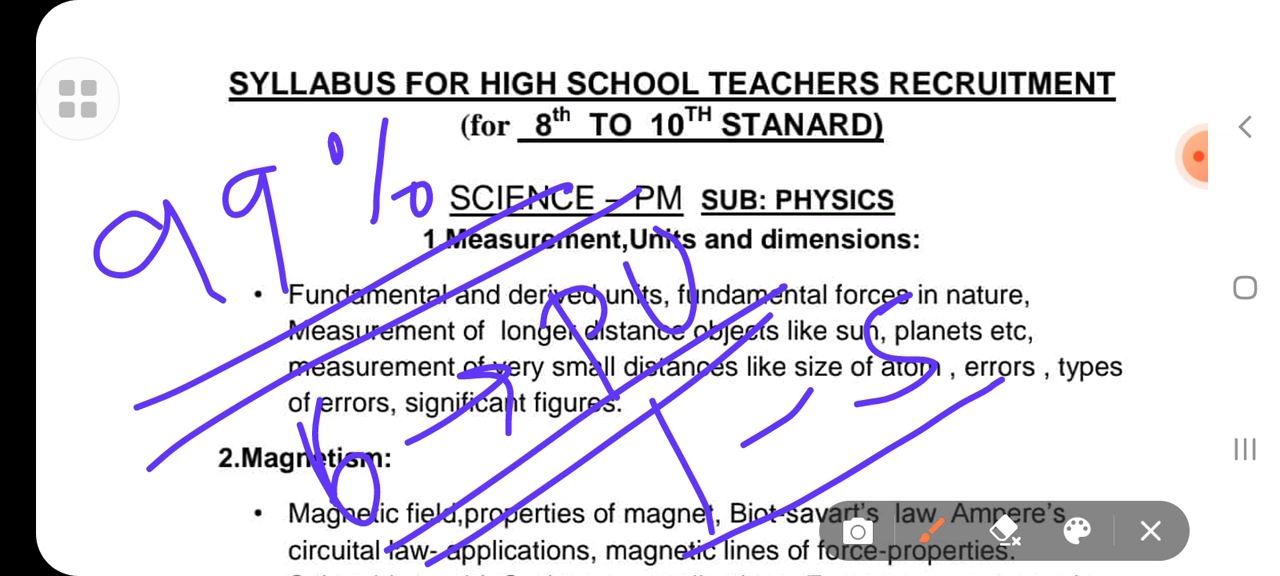 SYLLABUS FOR HIGH SCHOOL TEACHERS RECRUITMENT
(for 8th TO 10TH STANARD)
99%
SCIENCE – PM SUB: PHYSICS
1.Measurement,Units and dimensions:
• Fundamental and derived units, fundamental forces in nature,
Measurement of longer distance objects like sun, planets etc,
measurement of very small distances like size of atom , errors , types
of errors, significant figures.
6 → PU
1 – 5
2.Magnetism:
• Magnetic field,properties of magnet, Biot-savart's law, Ampere's
circuital law- applications, magnetic lines of force-properties.